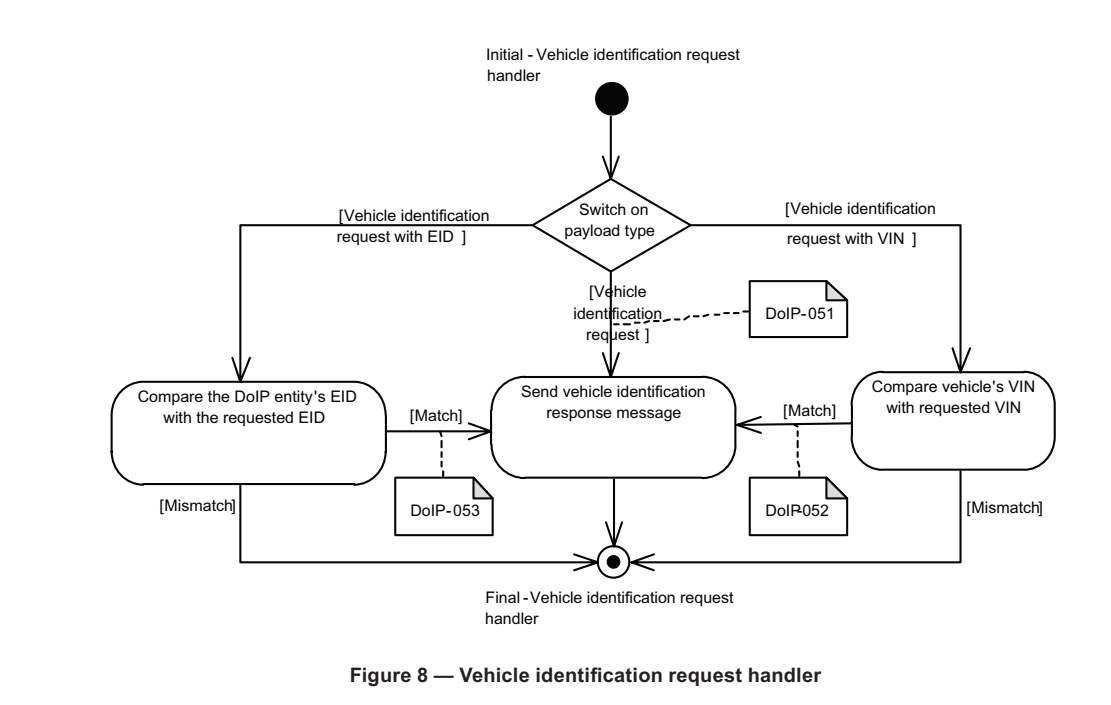 Initial - Vehicle identification request
handler
Switch on
payload type
[Vehicle identification
request with EID ]
[Vehicle identification
request with VIN ]
[Vehicle
identification
request ]
DoIP-051
Compare the DoIP entity's EID
with the requested EID
Send vehicle identification
response message
Compare vehicle's VIN
with requested VIN
[Match]
[Match]
DoIP-053
DoIP-052
[Mismatch]
[Mismatch]
Final - Vehicle identification request
handler
Figure 8 — Vehicle identification request handler